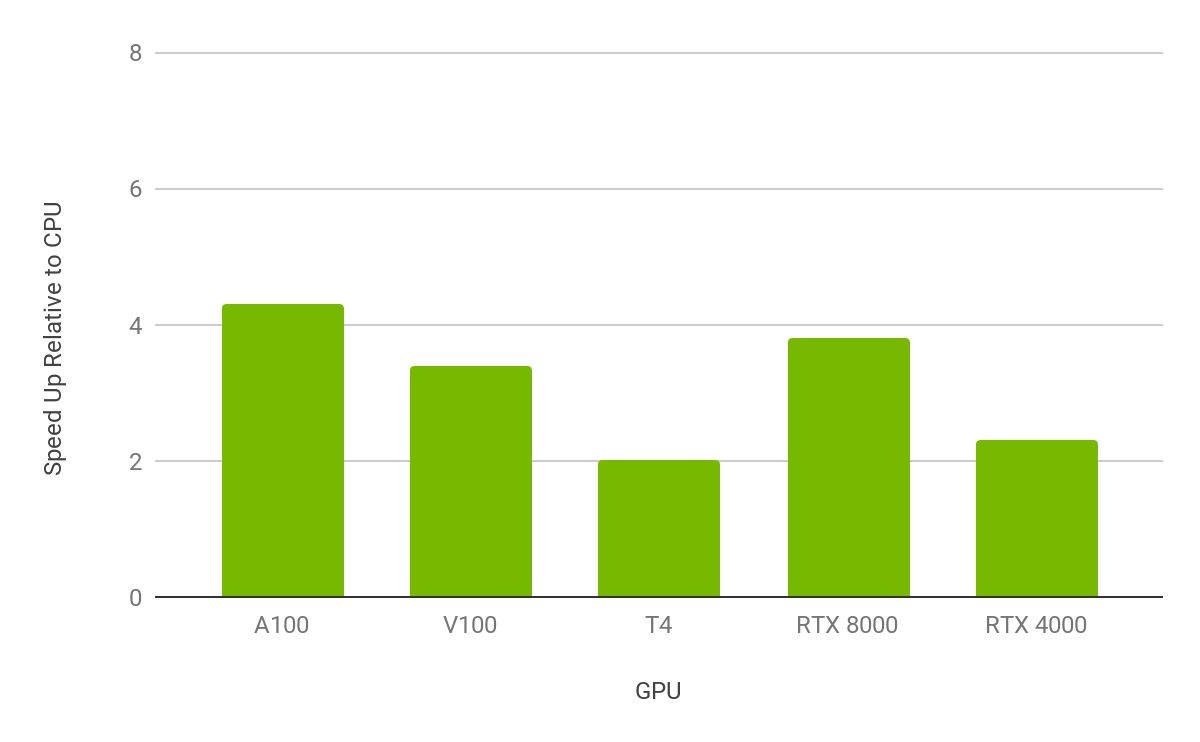 8
6
4
2
0
Speed Up Relative to CPU
A100
V100
T4
RTX 8000
RTX 4000
GPU